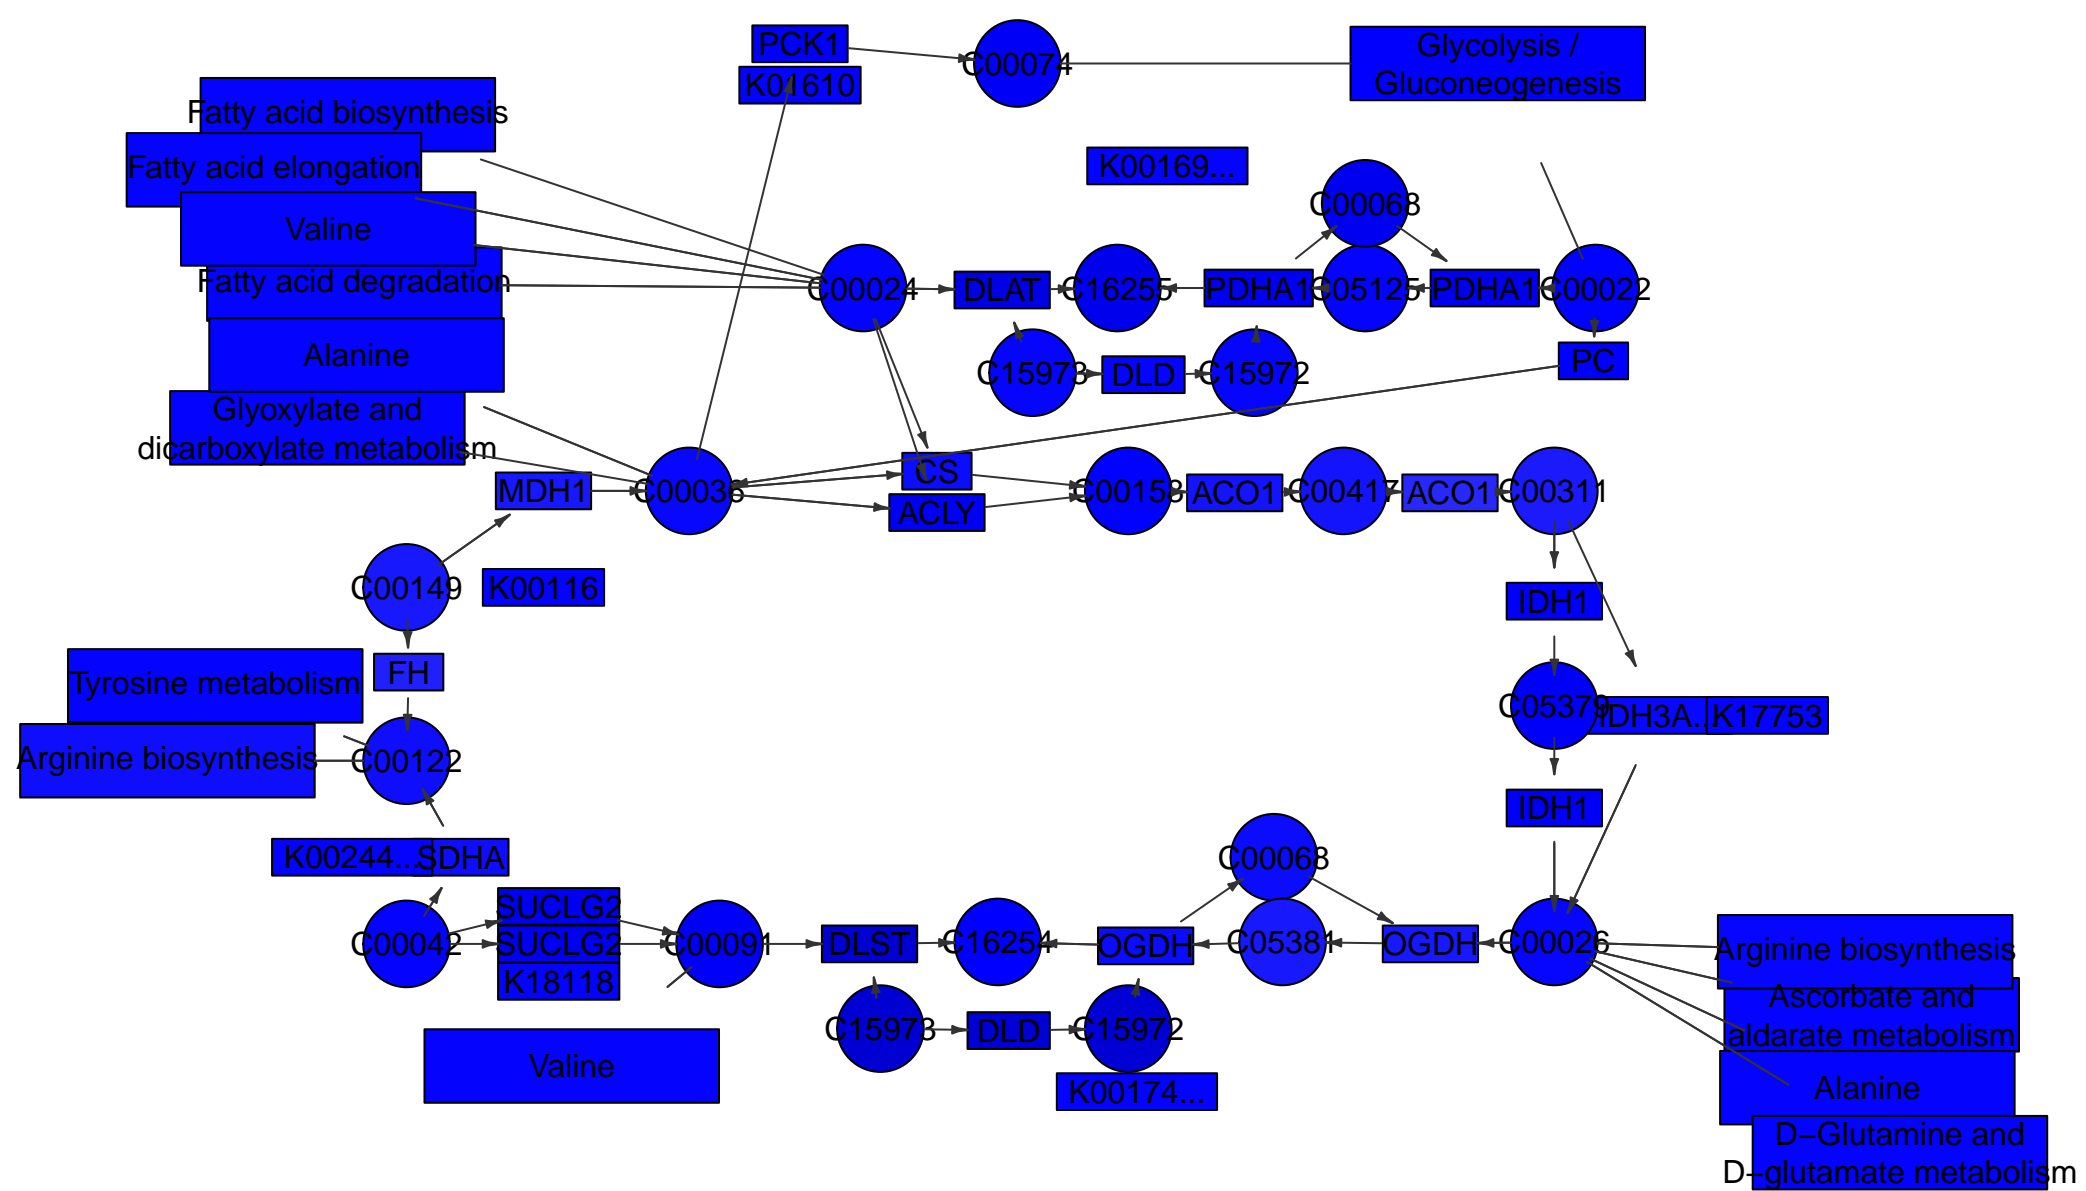 PCK1
K01610
C00074
Glycolysis /
Gluconeogenesis
Fatty acid biosynthesis
Fatty acid elongation
Valine
Fatty acid degradation
Alanine
Glyoxylate and
dicarboxylate metabolism
K00169...
C00068
C00024
DLAT
C16255
PDHA1
C05125
PDHA1
C00022
C15973
DLD
C15972
PC
MDH1
C00036
CS
ACLY
C00158
ACO1
C00417
ACO1
C00311
C00149
K00116
IDH1
FH
Tyrosine metabolism
Arginine biosynthesis
C00122
C05379
IDH3A...
K17753
IDH1
K00244...
SDHA
C00068
C00042
SUCLG2
SUCLG2
K18118
C00091
DLST
C16254
OGDH
C05381
OGDH
C00026
Arginine biosynthesis
Ascorbate and
aldarate metabolism
Alanine
D−Glutamine and
D−glutamate metabolism
C15973
DLD
C15972
K00174...
Valine